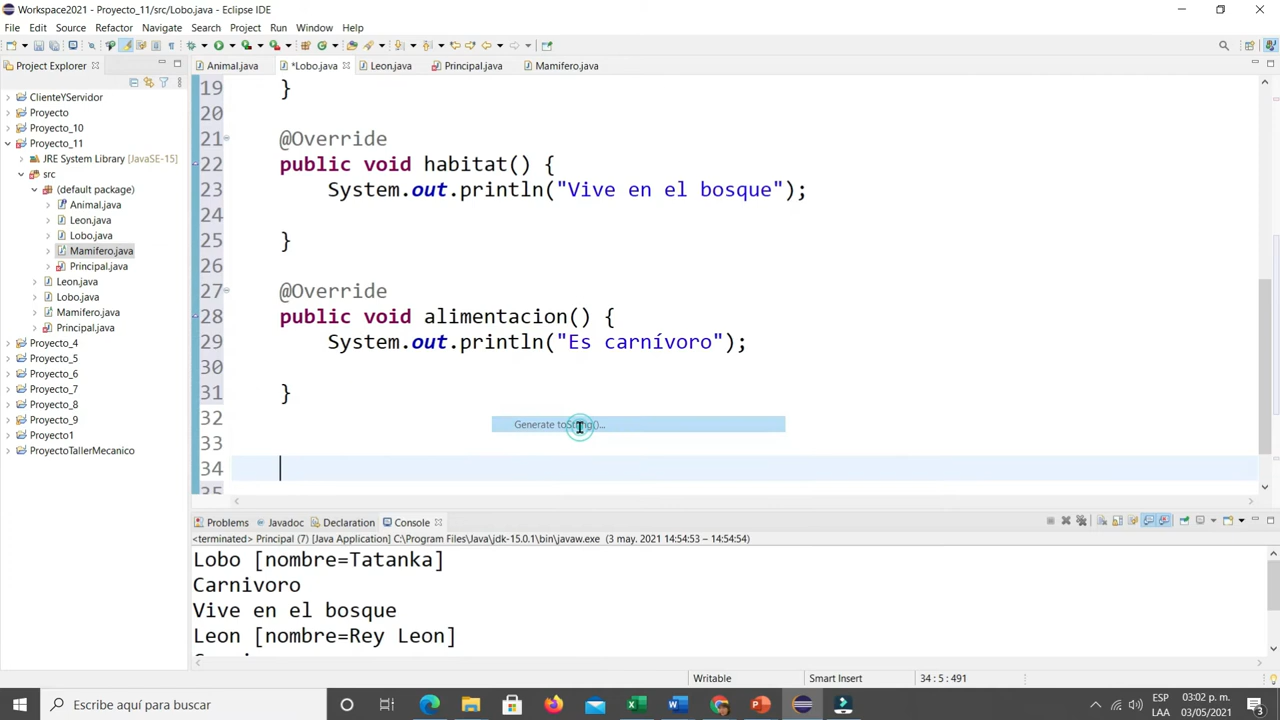 Workspace2021 - Proyecto_11/src/Lobo.java - Eclipse IDE
File Edit Source Refactor Navigate Search Project Run Window Help
Project Explorer
Animal.java *Lobo.java Leon.java Principal.java Mamifero.java
ClienteYServidor
Proyecto
Proyecto_10
Proyecto_11
JRE System Library [JavaSE-15]
src
(default package)
Animal.java
Leon.java
Lobo.java
Mamifero.java
Principal.java
Leon.java
Lobo.java
Mamifero.java
Principal.java
Proyecto_4
Proyecto_5
Proyecto_6
Proyecto_7
Proyecto_8
Proyecto_9
Proyecto1
ProyectoTallerMecanico
19 }
20
21 @Override
22 public void habitat() {
23 System.out.println("Vive en el bosque");
24
25 }
26
27 @Override
28 public void alimentacion() {
29 System.out.println("Es carnívoro");
30
31 }
32
Generate toString()...
33
34
35
Problems Javadoc Declaration Console
<terminated> Principal (7) [Java Application] C:\Program Files\Java\jdk-15.0.1\bin\javaw.exe (3 may. 2021 14:54:53 – 14:54:54)
Lobo [nombre=Tatanka]
Carnivoro
Vive en el bosque
Leon [nombre=Rey Leon]
Writable Smart Insert 34 : 5 : 491
Escribe aquí para buscar
ESP
LAA
03:02 p. m.
03/05/2021
3